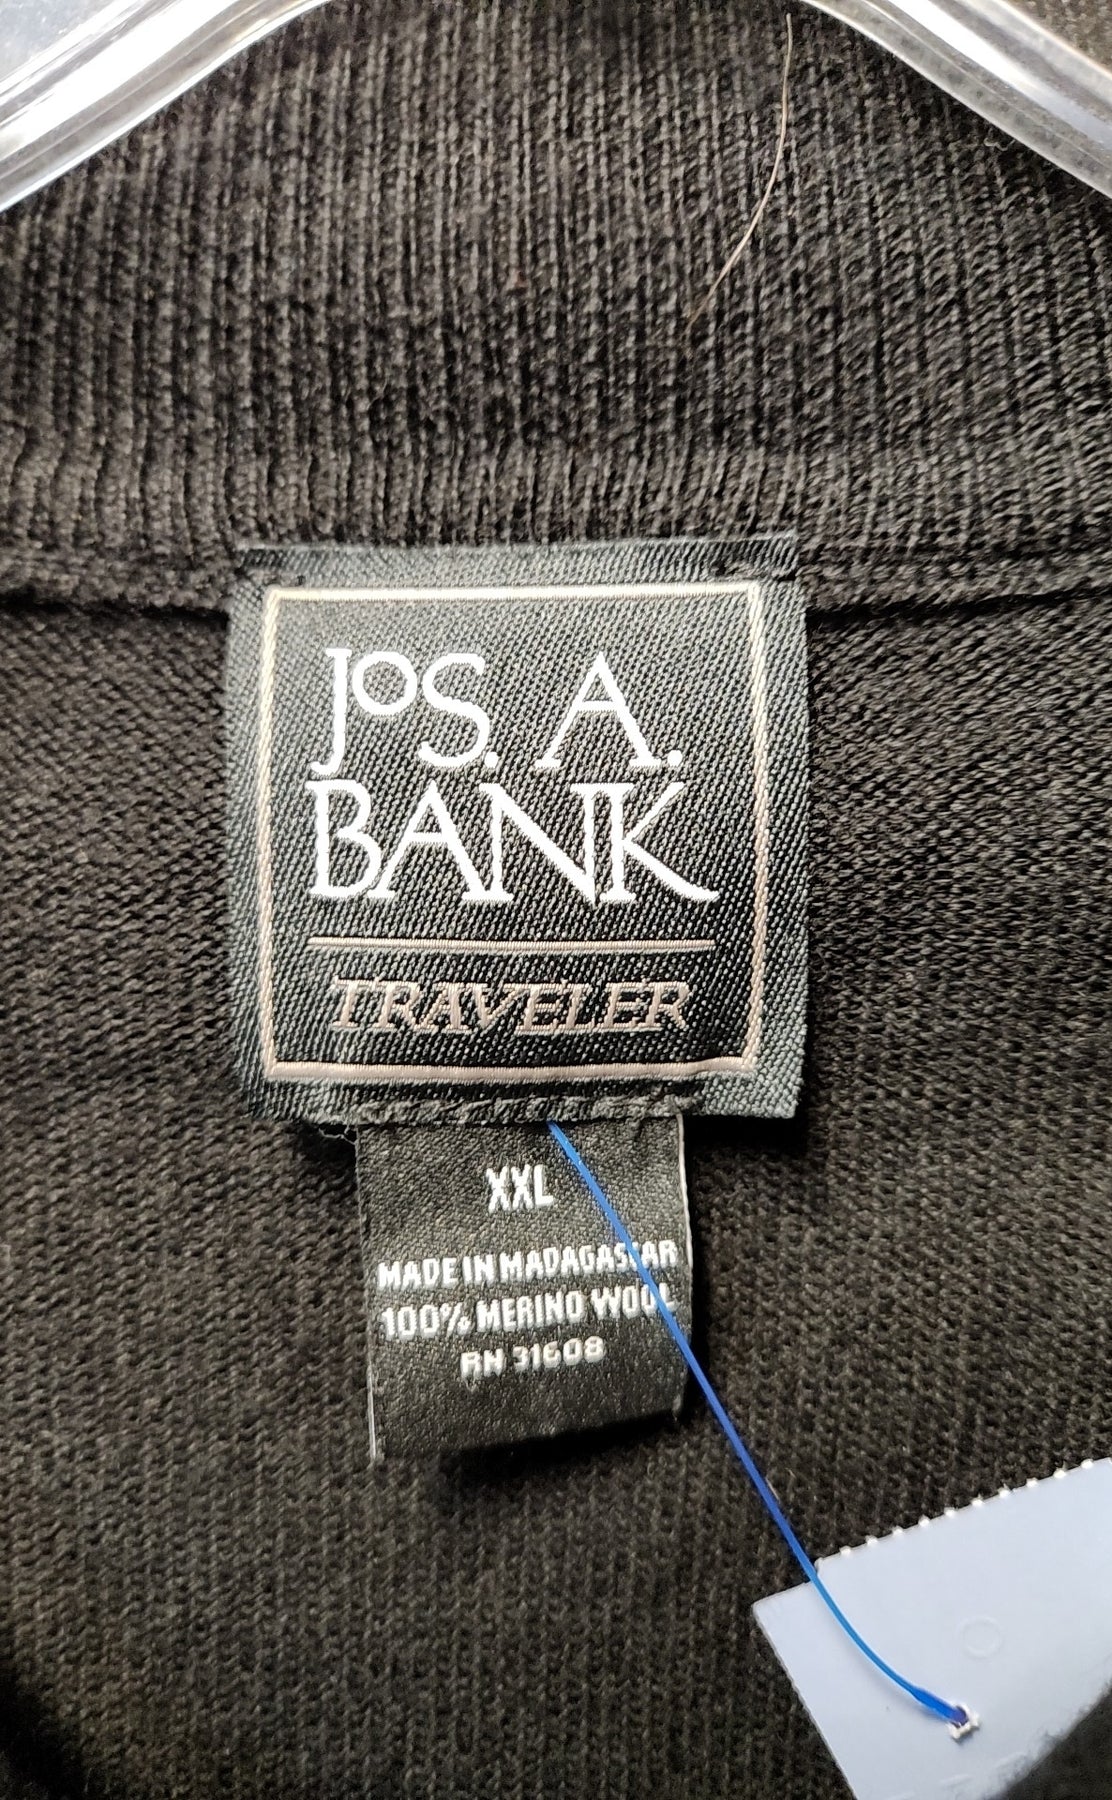 JoS. A.
BANK
TRAVELER
XXL
MADE IN MADAGASCAR
100% MERINO WOOL
RN 31608